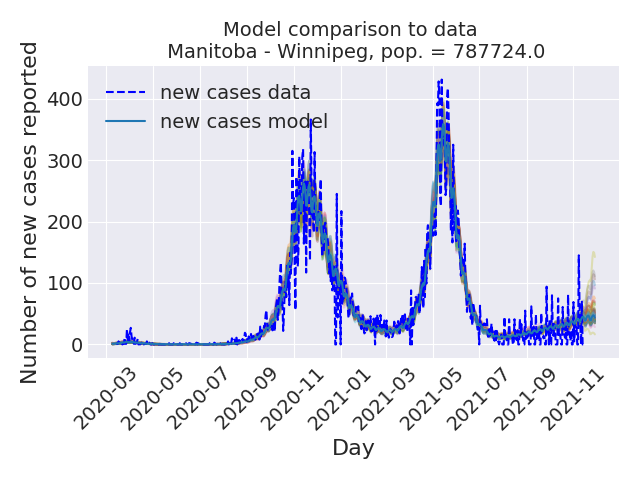 Model comparison to data
Manitoba - Winnipeg, pop. = 787724.0
Number of new cases reported
400
300
200
100
0
new cases data
new cases model
2020-03
2020-05
2020-07
2020-09
2020-11
2021-01
2021-03
2021-05
2021-07
2021-09
2021-11
Day